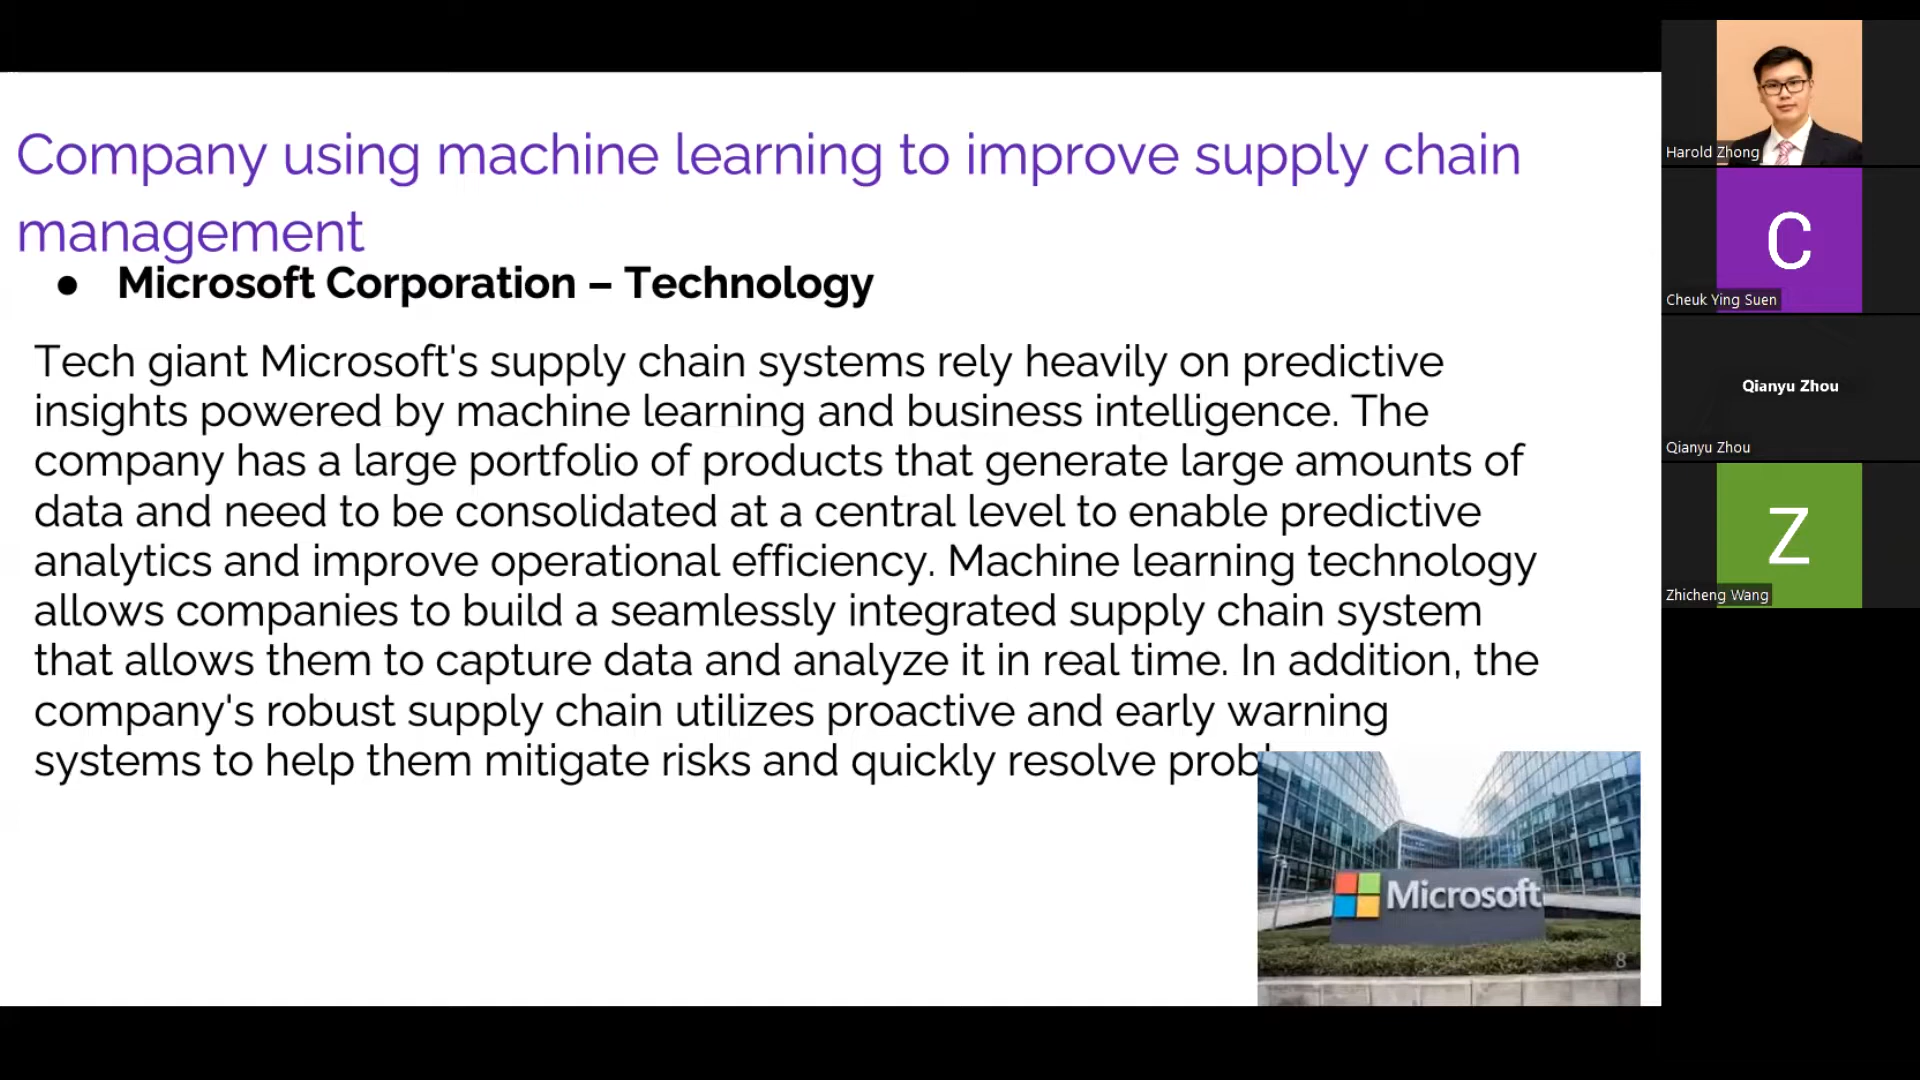 Company using machine learning to improve supply chain
management
● Microsoft Corporation – Technology
Tech giant Microsoft's supply chain systems rely heavily on predictive
insights powered by machine learning and business intelligence. The
company has a large portfolio of products that generate large amounts of
data and need to be consolidated at a central level to enable predictive
analytics and improve operational efficiency. Machine learning technology
allows companies to build a seamlessly integrated supply chain system
that allows them to capture data and analyze it in real time. In addition, the
company's robust supply chain utilizes proactive and early warning
systems to help them mitigate risks and quickly resolve
Microsoft
8
Harold Zhong
C
Cheuk Ying Suen
Qianyu Zhou
Qianyu Zhou
Z
Zhicheng Wang